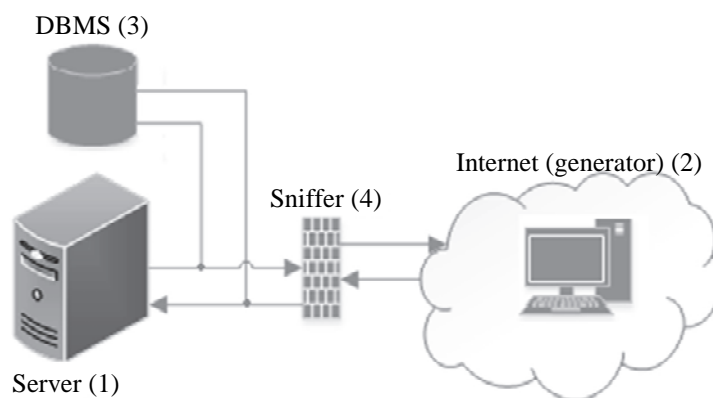 DBMS (3)
Internet (generator) (2)
Sniffer (4)
Server (1)